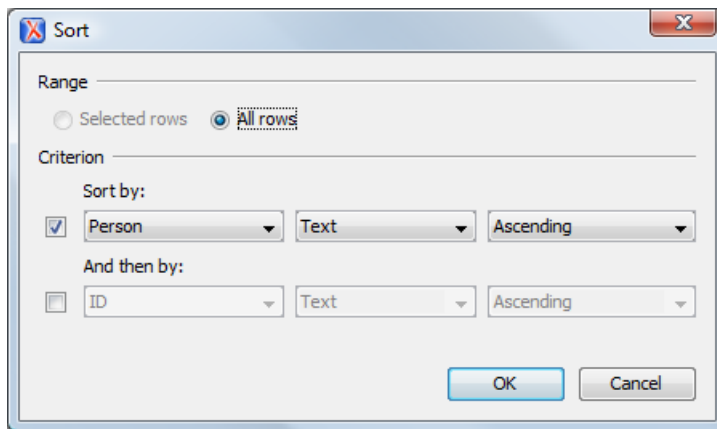 Sort
Range
Selected rows All rows
Criterion
Sort by:
Person Text Ascending
And then by:
ID Text Ascending
OK Cancel